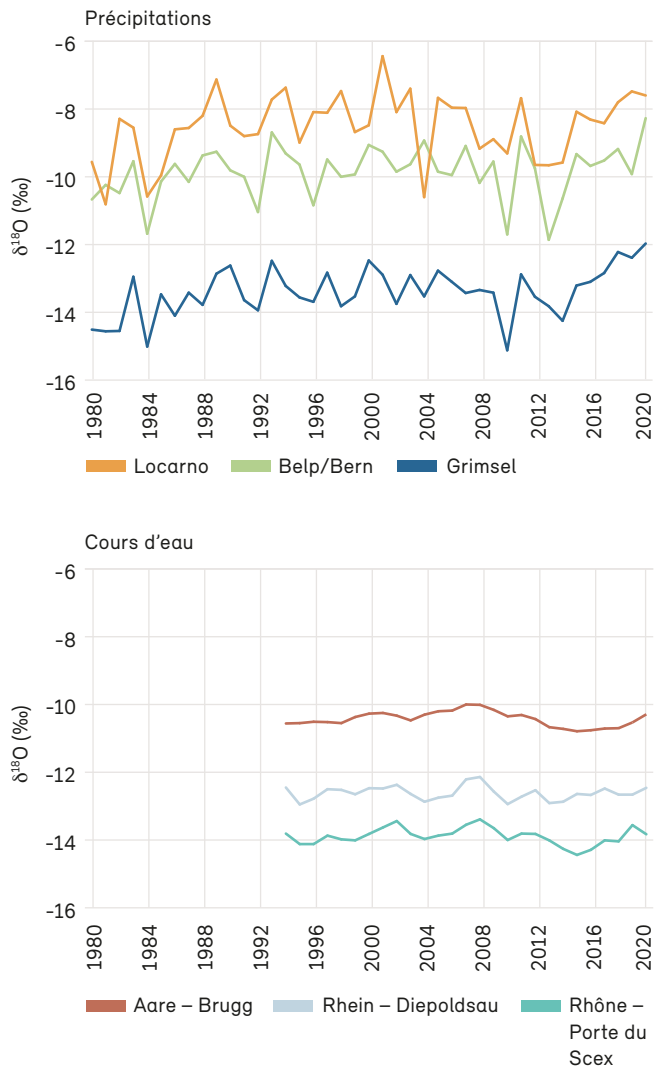 Précipitations
-6
-8
-10
-12
-14
-16
δ¹⁸O (‰)
1980
1984
1988
1992
1996
2000
2004
2008
2012
2016
2020
Locarno
Belp/Bern
Grimsel
Cours d’eau
-6
-8
-10
-12
-14
-16
δ¹⁸O (‰)
1980
1984
1988
1992
1996
2000
2004
2008
2012
2016
2020
Aare – Brugg
Rhein – Diepoldsau
Rhône –
Porte du
Scex